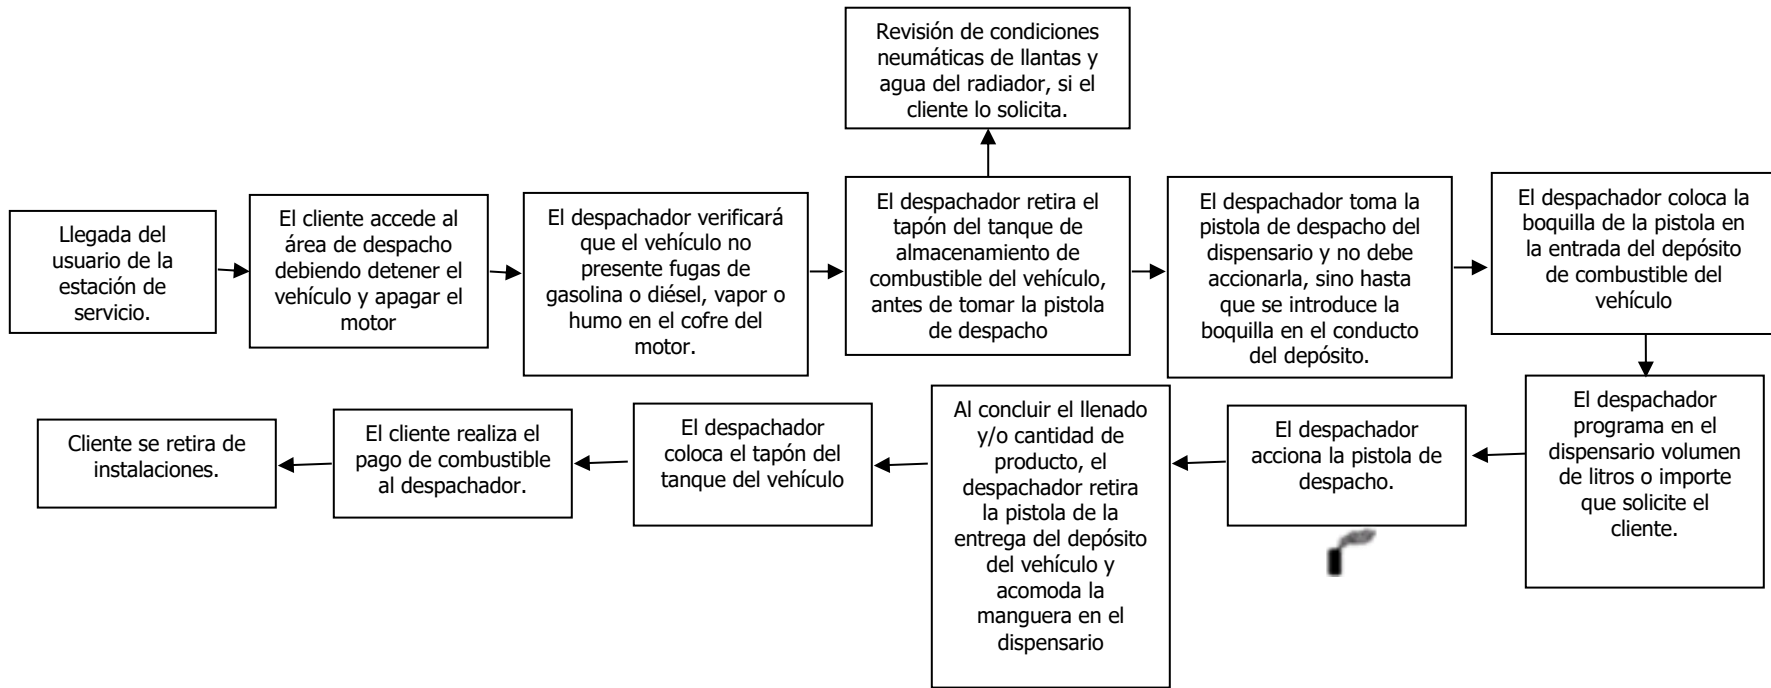 Revisión de condiciones
neumáticas de llantas y
agua del radiador, si el
cliente lo solicita.
Llegada del
usuario de la
estación de
servicio.
El cliente accede al
área de despacho
debiendo detener el
vehículo y apagar el
motor
El despachador verificará
que el vehículo no
presente fugas de
gasolina o diésel, vapor o
humo en el cofre del
motor.
El despachador retira el
tapón del tanque de
almacenamiento de
combustible del vehículo,
antes de tomar la pistola
de despacho
El despachador toma la
pistola de despacho del
dispensario y no debe
accionarla, sino hasta
que se introduce la
boquilla en el conducto
del depósito.
El despachador coloca la
boquilla de la pistola en
la entrada del depósito
de combustible del
vehículo
El despachador
programa en el
dispensario volumen
de litros o importe
que solicite el
cliente.
El despachador
acciona la pistola de
despacho.
Al concluir el llenado
y/o cantidad de
producto, el
despachador retira
la pistola de la
entrega del depósito
del vehículo y
acomoda la
manguera en el
dispensario
El despachador
coloca el tapón del
tanque del vehículo
El cliente realiza el
pago de combustible
al despachador.
Cliente se retira de
instalaciones.